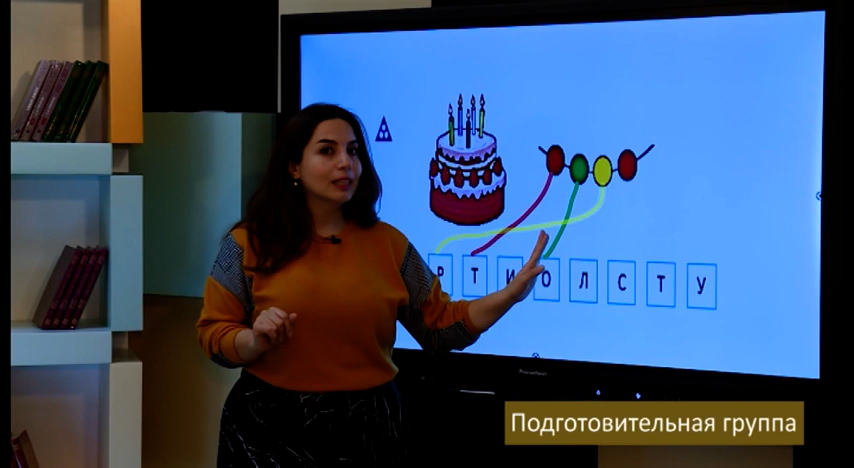 Р Т И О Л С Т У
Подготовительная группа